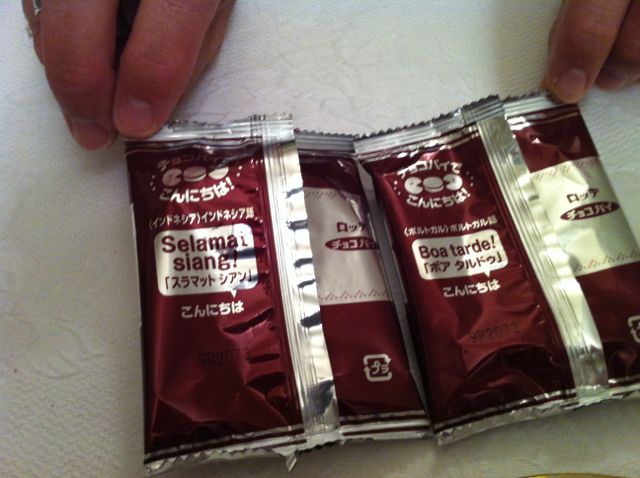 チョコパイで
こんにちは!
〈インドネシア〉インドネシア語
Selamat
siang!
「スラマット シアン」
こんにちは
9R2073
ロッテ
チョコパイ
プラ
チョコパイで
こんにちは!
〈ポルトガル〉ポルトガル語
Boa tarde!
「ボア タルドゥ」
こんにちは
9R2073
ロッテ
チョコパイ